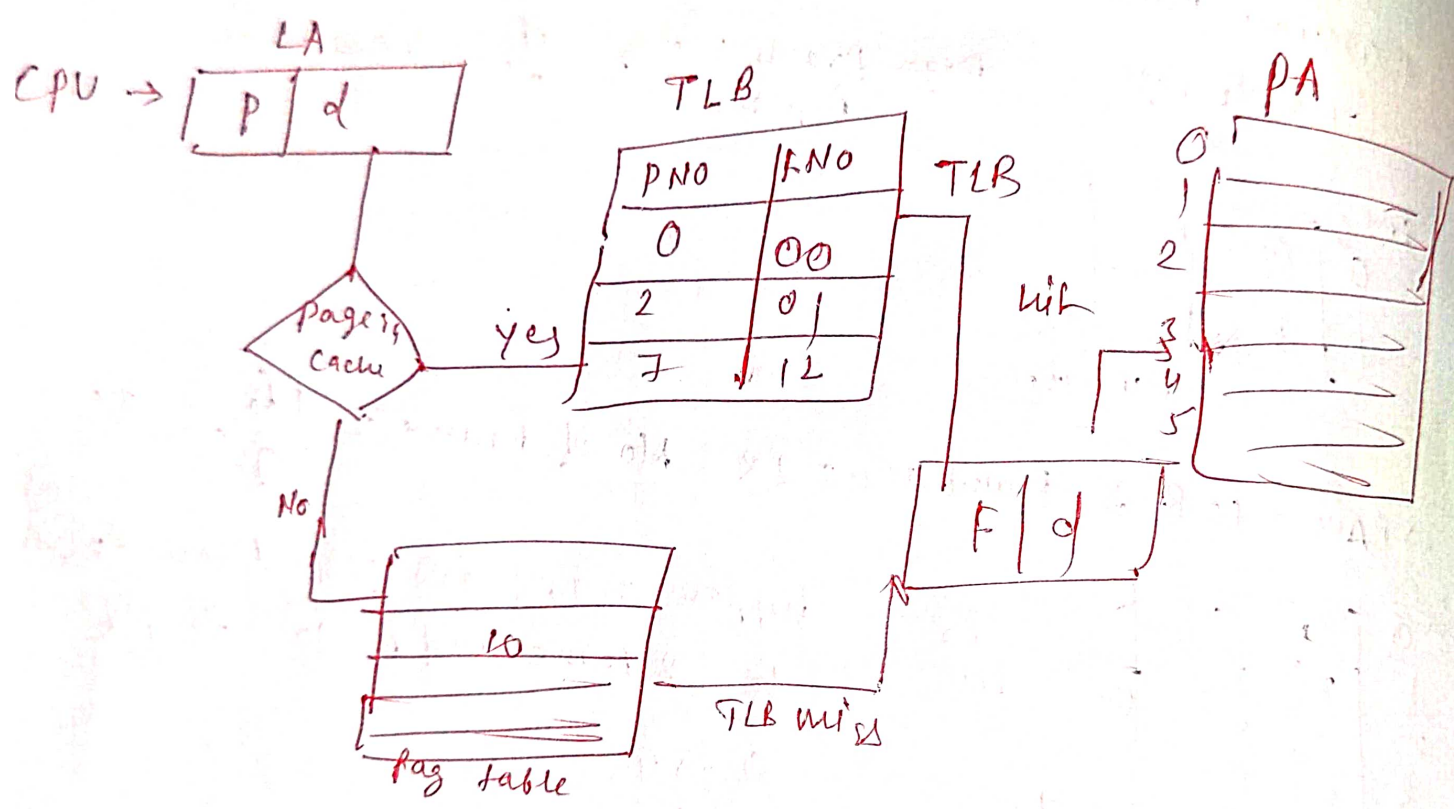 LA
CPU → P d
TLB
PNO FNO
0 00
2 01
7 12
TLB
hit
PA
0
1
2
3
4
5
page is
cache
yes
No
F d
10
TLB miss
Pag table